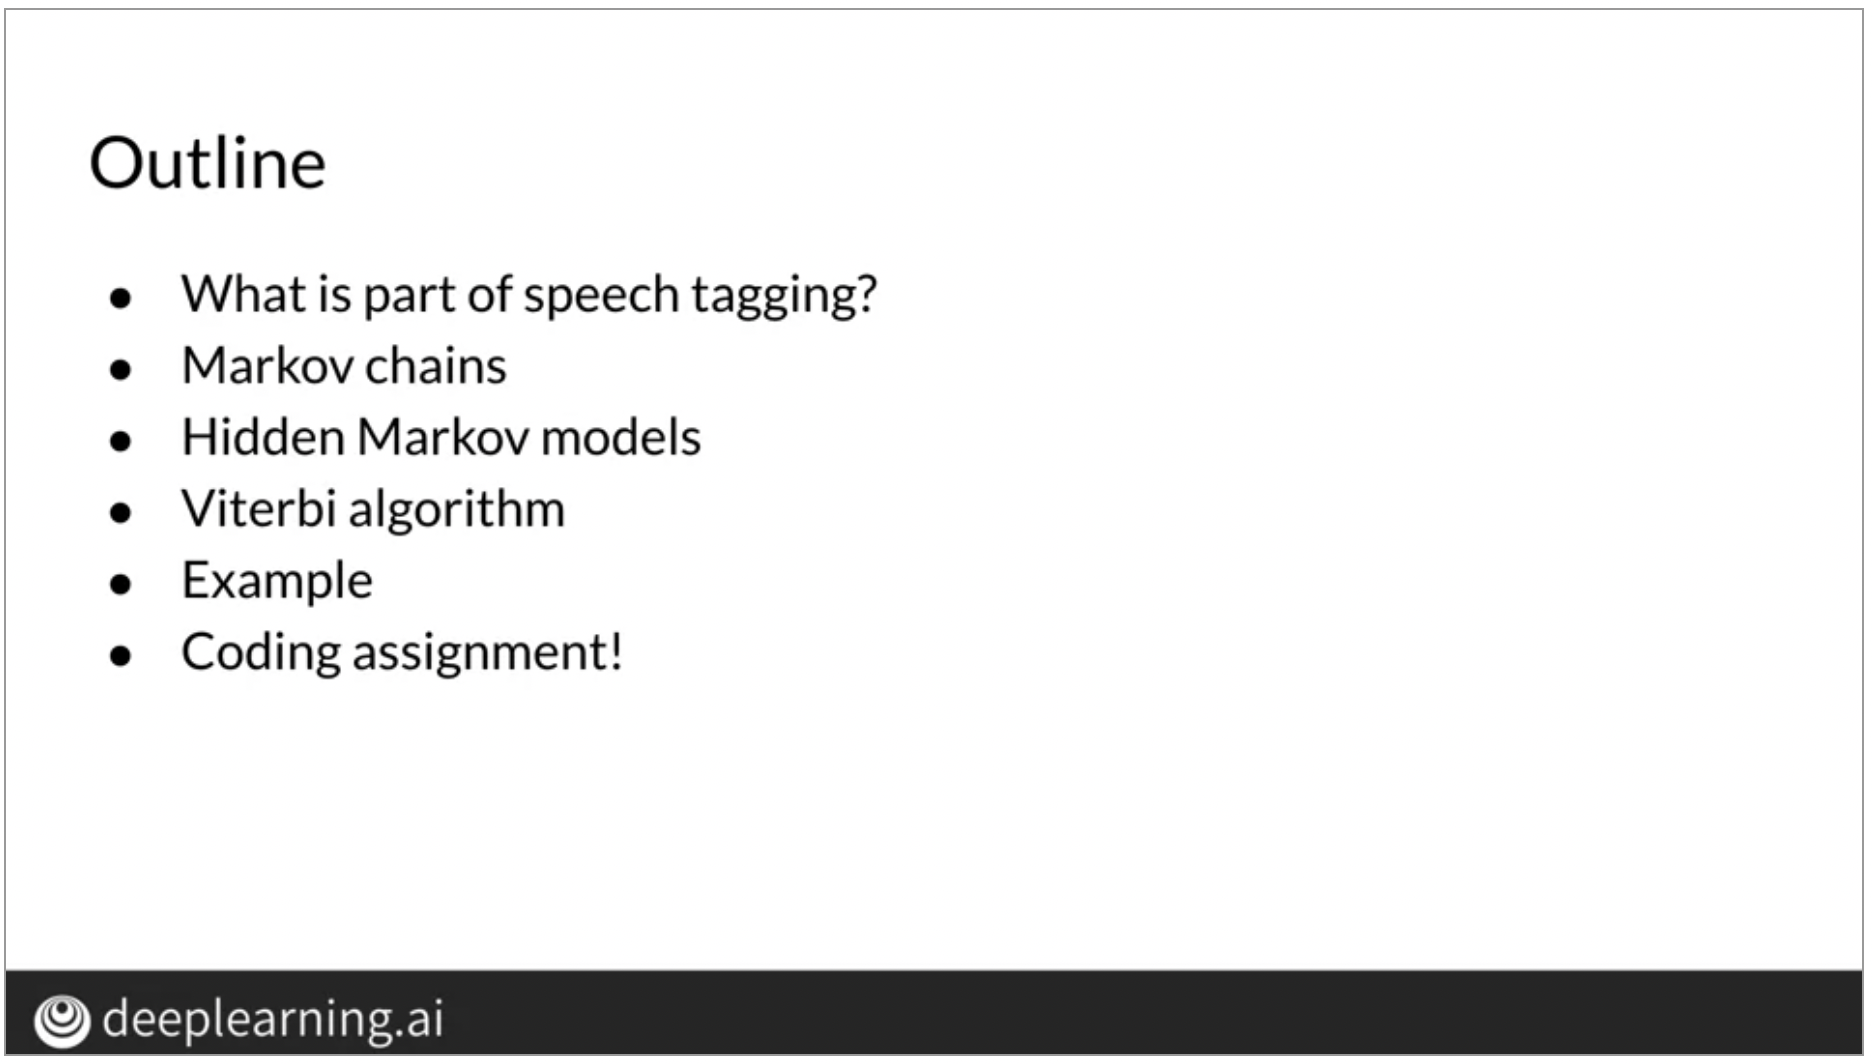 Outline
● What is part of speech tagging?
● Markov chains
● Hidden Markov models
● Viterbi algorithm
● Example
● Coding assignment!
deeplearning.ai